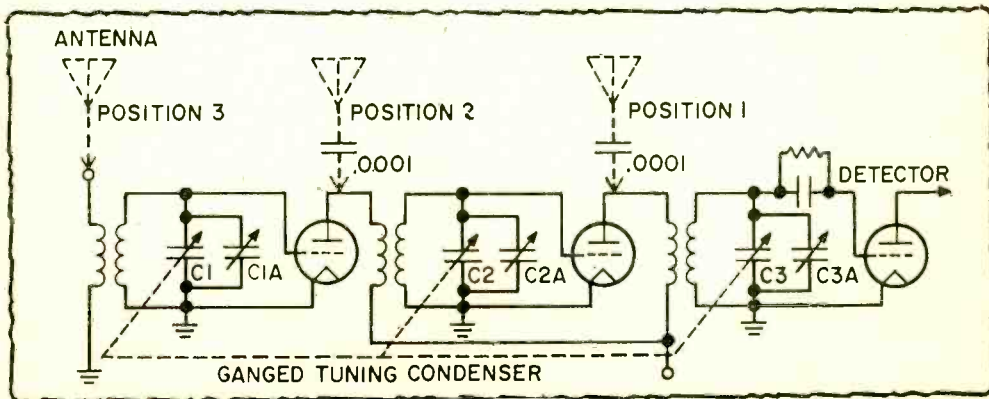 ANTENNA
POSITION 3
POSITION 2
POSITION 1
.0001
.0001
DETECTOR
C1
C1A
C2
C2A
C3
C3A
GANGED TUNING CONDENSER